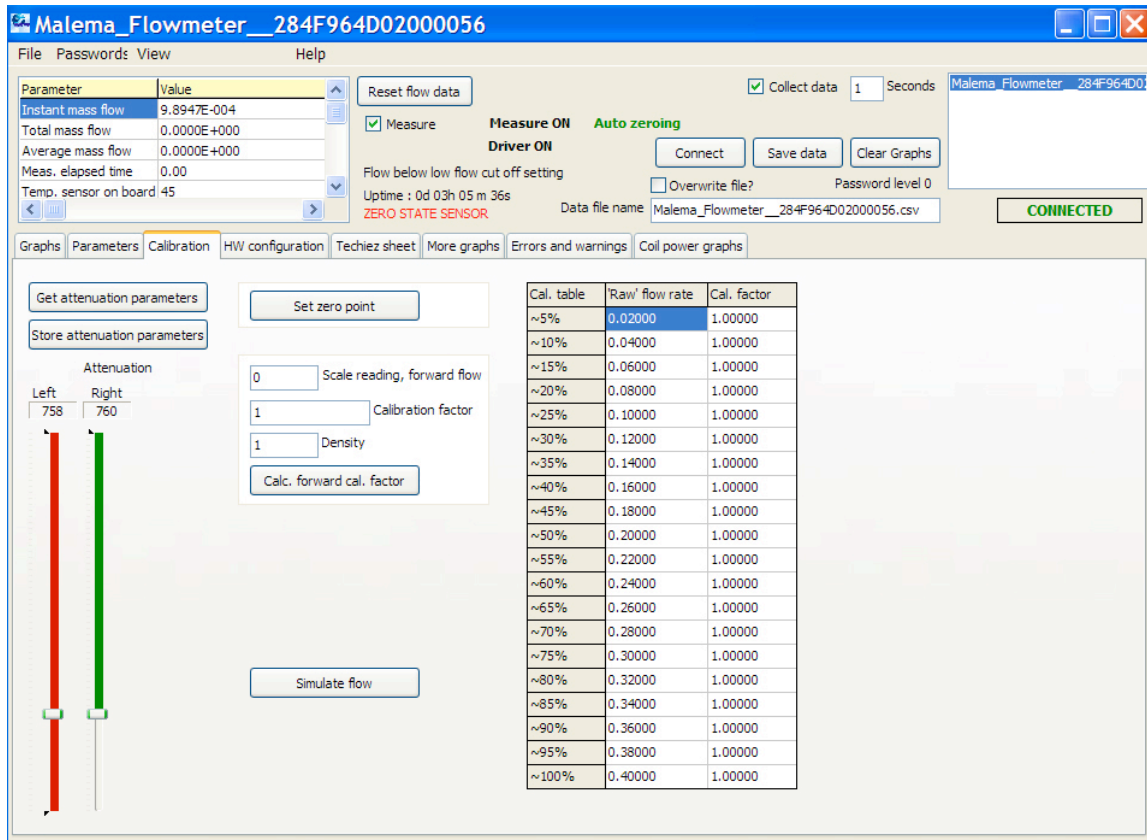 Malema_Flowmeter__284F964D02000056
File Passwords View Help
Parameter Value
Instant mass flow 9.8947E-004
Total mass flow 0.0000E+000
Average mass flow 0.0000E+000
Meas. elapsed time 0.00
Temp. sensor on board 45
Reset flow data
Measure Measure ON Auto zeroing
Driver ON
Flow below low flow cut off setting
Uptime : 0d 03h 05 m 36s
ZERO STATE SENSOR
Collect data 1 Seconds
Connect Save data Clear Graphs
Overwrite file? Password level 0
Data file name Malema_Flowmeter__284F964D02000056.csv
Malema_Flowmeter__284F964D02
CONNECTED
Graphs Parameters Calibration HW configuration Techiez sheet More graphs Errors and warnings Coil power graphs
Get attenuation parameters
Store attenuation parameters
Attenuation
Left Right
758 760
Set zero point
0 Scale reading, forward flow
1 Calibration factor
1 Density
Calc. forward cal. factor
Simulate flow
Cal. table 'Raw' flow rate Cal. factor
~5% 0.02000 1.00000
~10% 0.04000 1.00000
~15% 0.06000 1.00000
~20% 0.08000 1.00000
~25% 0.10000 1.00000
~30% 0.12000 1.00000
~35% 0.14000 1.00000
~40% 0.16000 1.00000
~45% 0.18000 1.00000
~50% 0.20000 1.00000
~55% 0.22000 1.00000
~60% 0.24000 1.00000
~65% 0.26000 1.00000
~70% 0.28000 1.00000
~75% 0.30000 1.00000
~80% 0.32000 1.00000
~85% 0.34000 1.00000
~90% 0.36000 1.00000
~95% 0.38000 1.00000
~100% 0.40000 1.00000